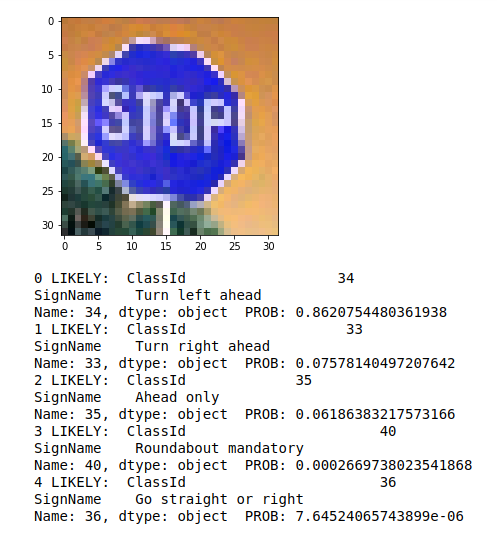 0
5
10
15
20
25
30
0 5 10 15 20 25 30
STOP
0 LIKELY: ClassId 34
SignName Turn left ahead
Name: 34, dtype: object PROB: 0.8620754480361938
1 LIKELY: ClassId 33
SignName Turn right ahead
Name: 33, dtype: object PROB: 0.07578140497207642
2 LIKELY: ClassId 35
SignName Ahead only
Name: 35, dtype: object PROB: 0.06186383217573166
3 LIKELY: ClassId 40
SignName Roundabout mandatory
Name: 40, dtype: object PROB: 0.0002669738023541868
4 LIKELY: ClassId 36
SignName Go straight or right
Name: 36, dtype: object PROB: 7.64524065743899e-06